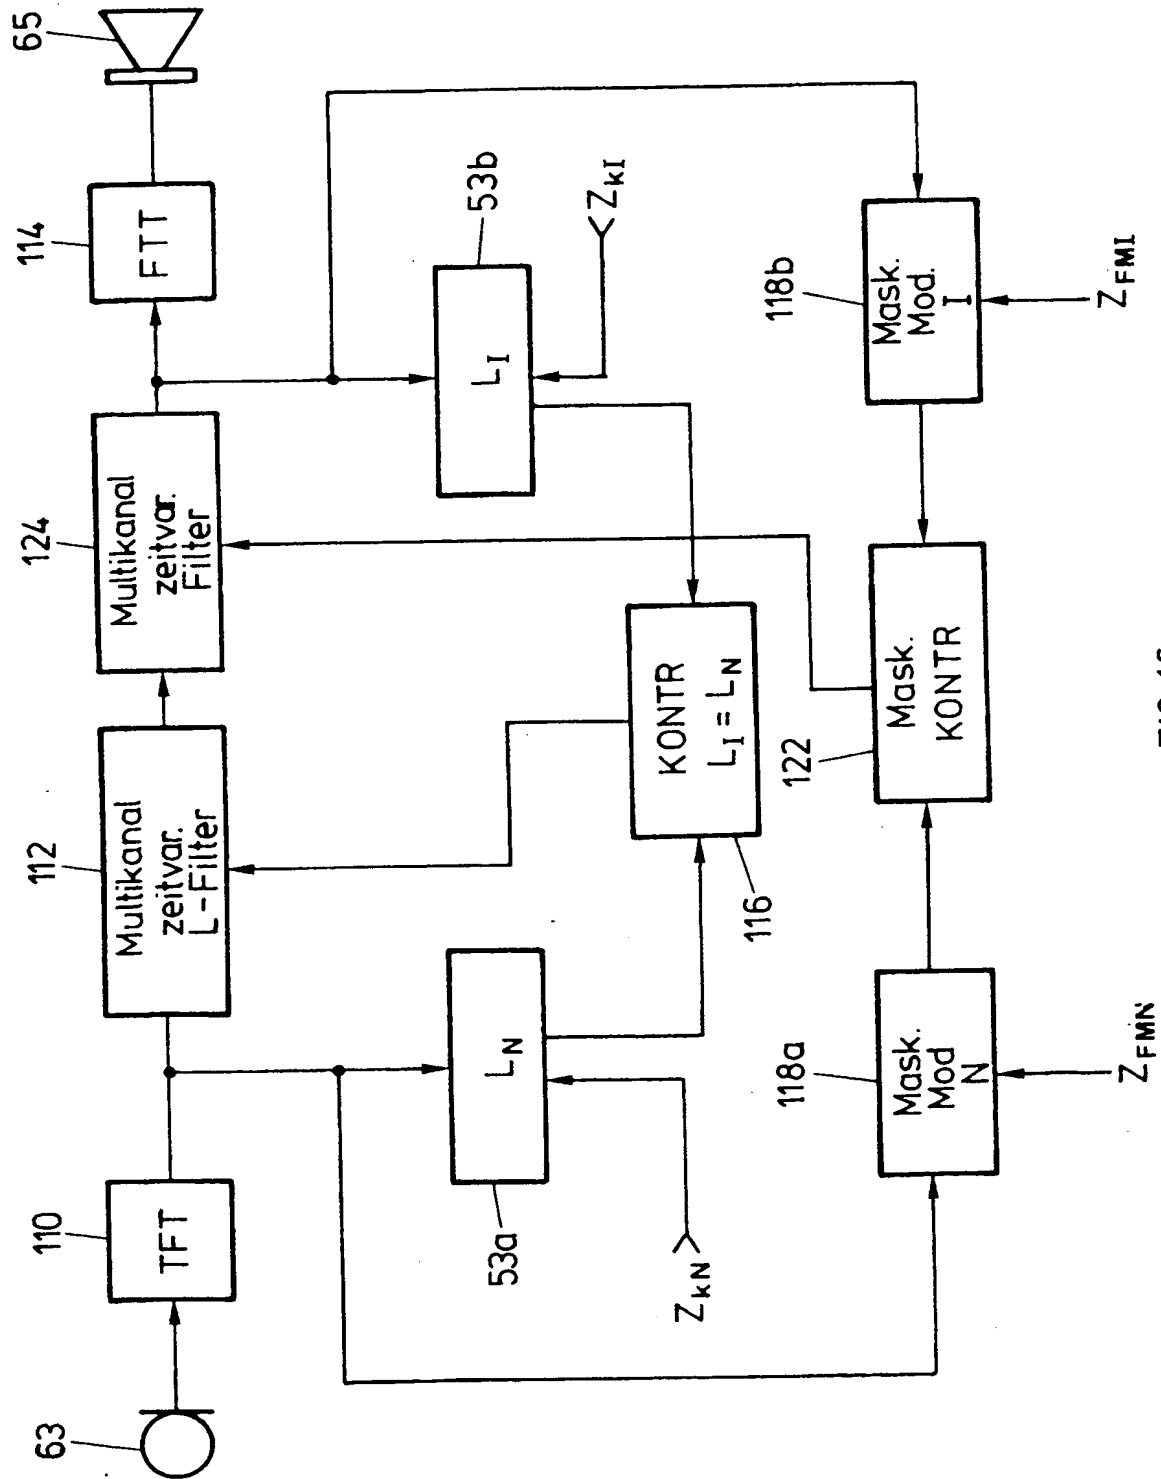 63
110
TFT
112
Multikanal
zeitvar.
L-Filter
124
Multikanal
zeitvar.
Filter
114
FTT
65
53a
L_N
Z_kN
KONTR
L_I = L_N
116
53b
L_I
Z_kI
118a
Mask.
Mod
N
Z_FMN
122
Mask.
KONTR
118b
Mask.
Mod.
I
Z_FMI